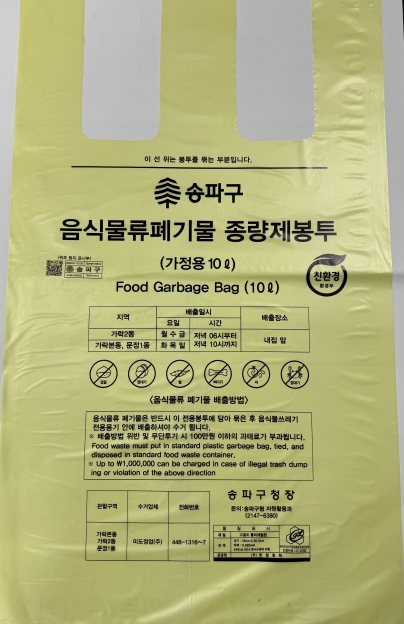 이 선 위는 봉투를 묶는 부분입니다.
송파구
음식물류폐기물 종량제봉투
(가정용 10ℓ)
Food Garbage Bag (10ℓ)
친환경
환경부
송파구
지역 배출일시 배출장소
요일 시간
가락2동 월 수 금 저녁 06시부터 내집 앞
가락본동, 문정1동 화 목 일 저녁 10시까지
〈음식물류 폐기물 배출방법〉
음식물류 폐기물은 반드시 이 전용봉투에 담아 묶은 후 음식물쓰레기
전용용기 안에 배출하셔야 수거 됩니다.
※ 배출방법 위반 및 무단투기 시 100만원 이하의 과태료가 부과됩니다.
Food waste must put in standard plastic garbage bag, tied, and
disposed in standard food waste container.
※ Up to ₩1,000,000 can be charged in case of illegal trash dump
ing or violation of the above direction
관할구역 수거업체 전화번호
가락본동
가락2동 미도정업(주) 448-1316~7
문정1동
송파구청장
문의: 송파구청 자원활동과
(2147-6380)
품질표시